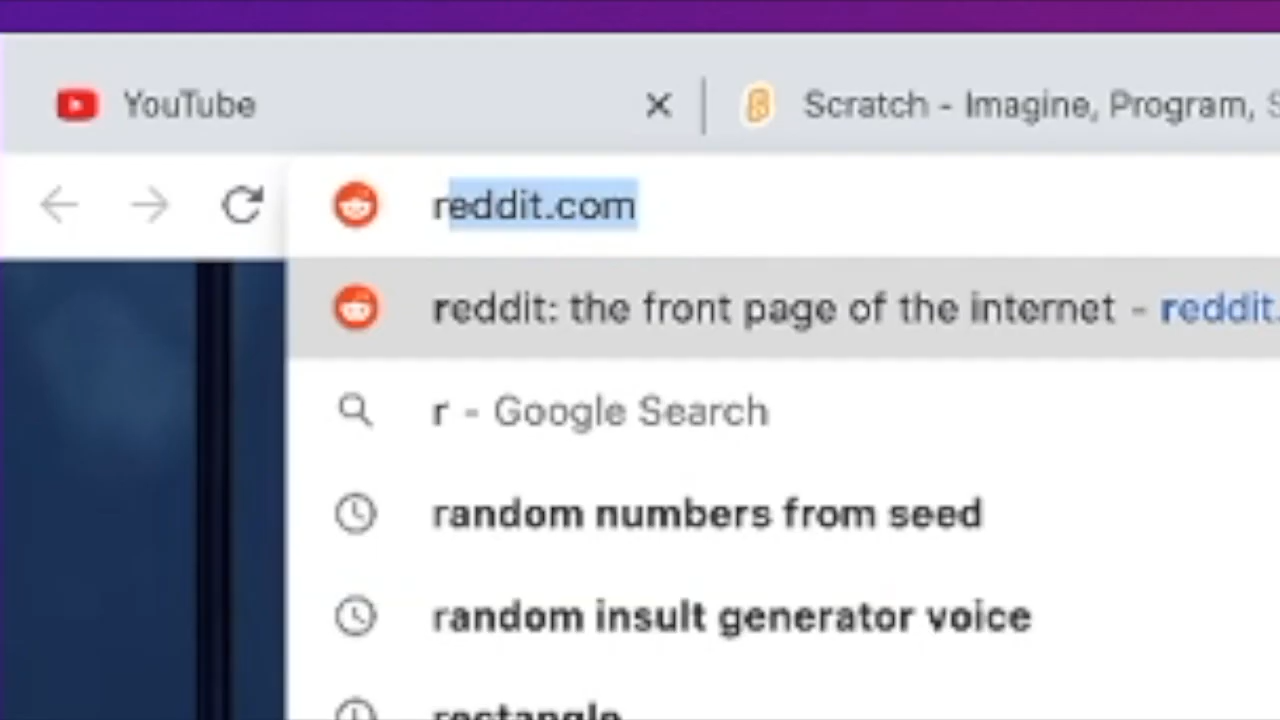 YouTube
Scratch - Imagine, Program, S
reddit.com
reddit: the front page of the internet - reddit.
r - Google Search
random numbers from seed
random insult generator voice
rectangle